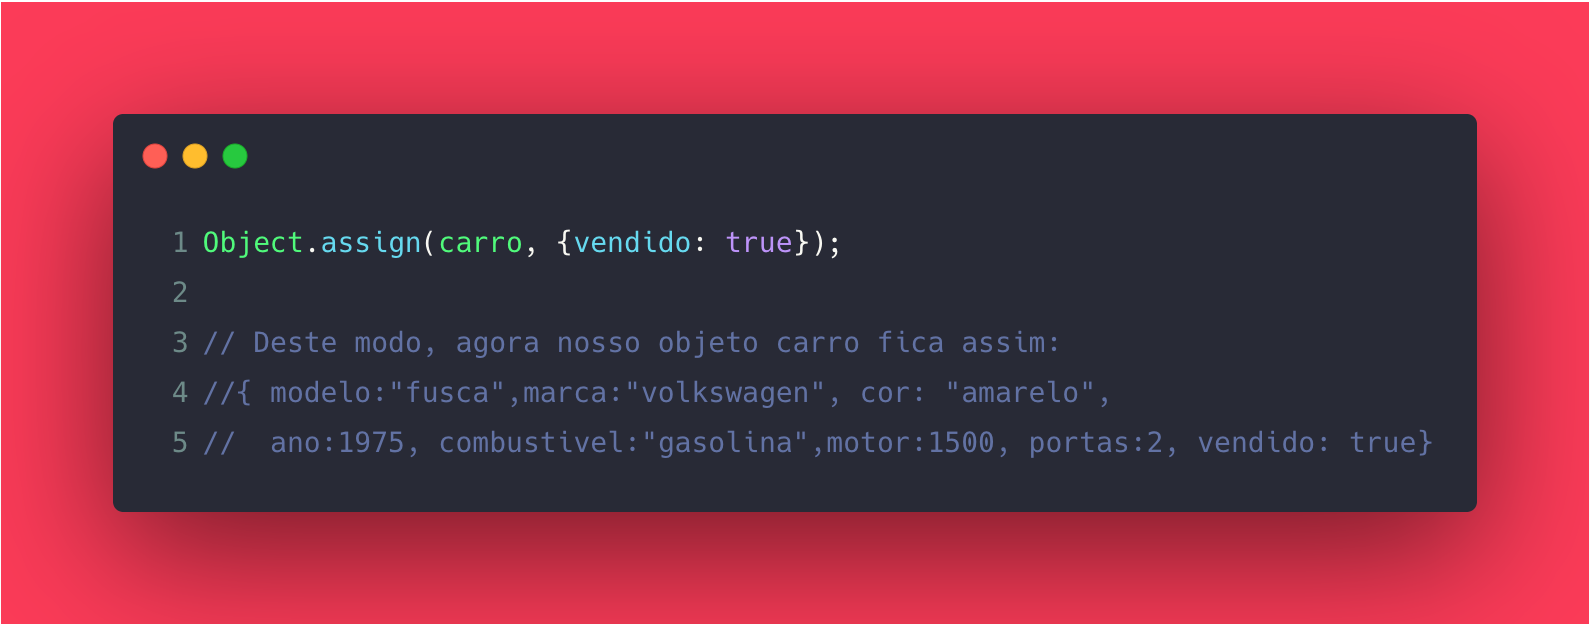 1 Object.assign(carro, {vendido: true});
2
3 // Deste modo, agora nosso objeto carro fica assim:
4 //{ modelo:"fusca",marca:"volkswagen", cor: "amarelo",
5 //  ano:1975, combustivel:"gasolina",motor:1500, portas:2, vendido: true}